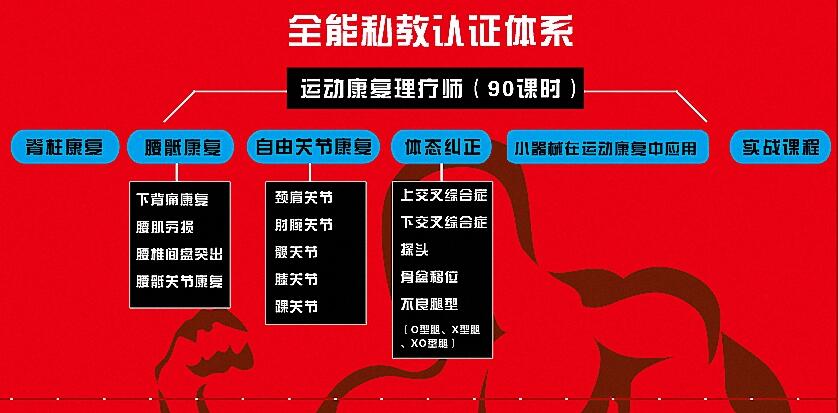 全能私教认证体系
运动康复理疗师（90课时）
脊柱康复
腰骶康复
自由关节康复
体态纠正
小器械在运动康复中应用
实战课程
下背痛康复
腰肌劳损
腰椎间盘突出
腰骶关节康复
颈肩关节
肘腕关节
髋关节
膝关节
踝关节
上交叉综合症
下交叉综合症
探头
骨盆移位
不良腿型
（O型腿、X型腿
、XO型腿）